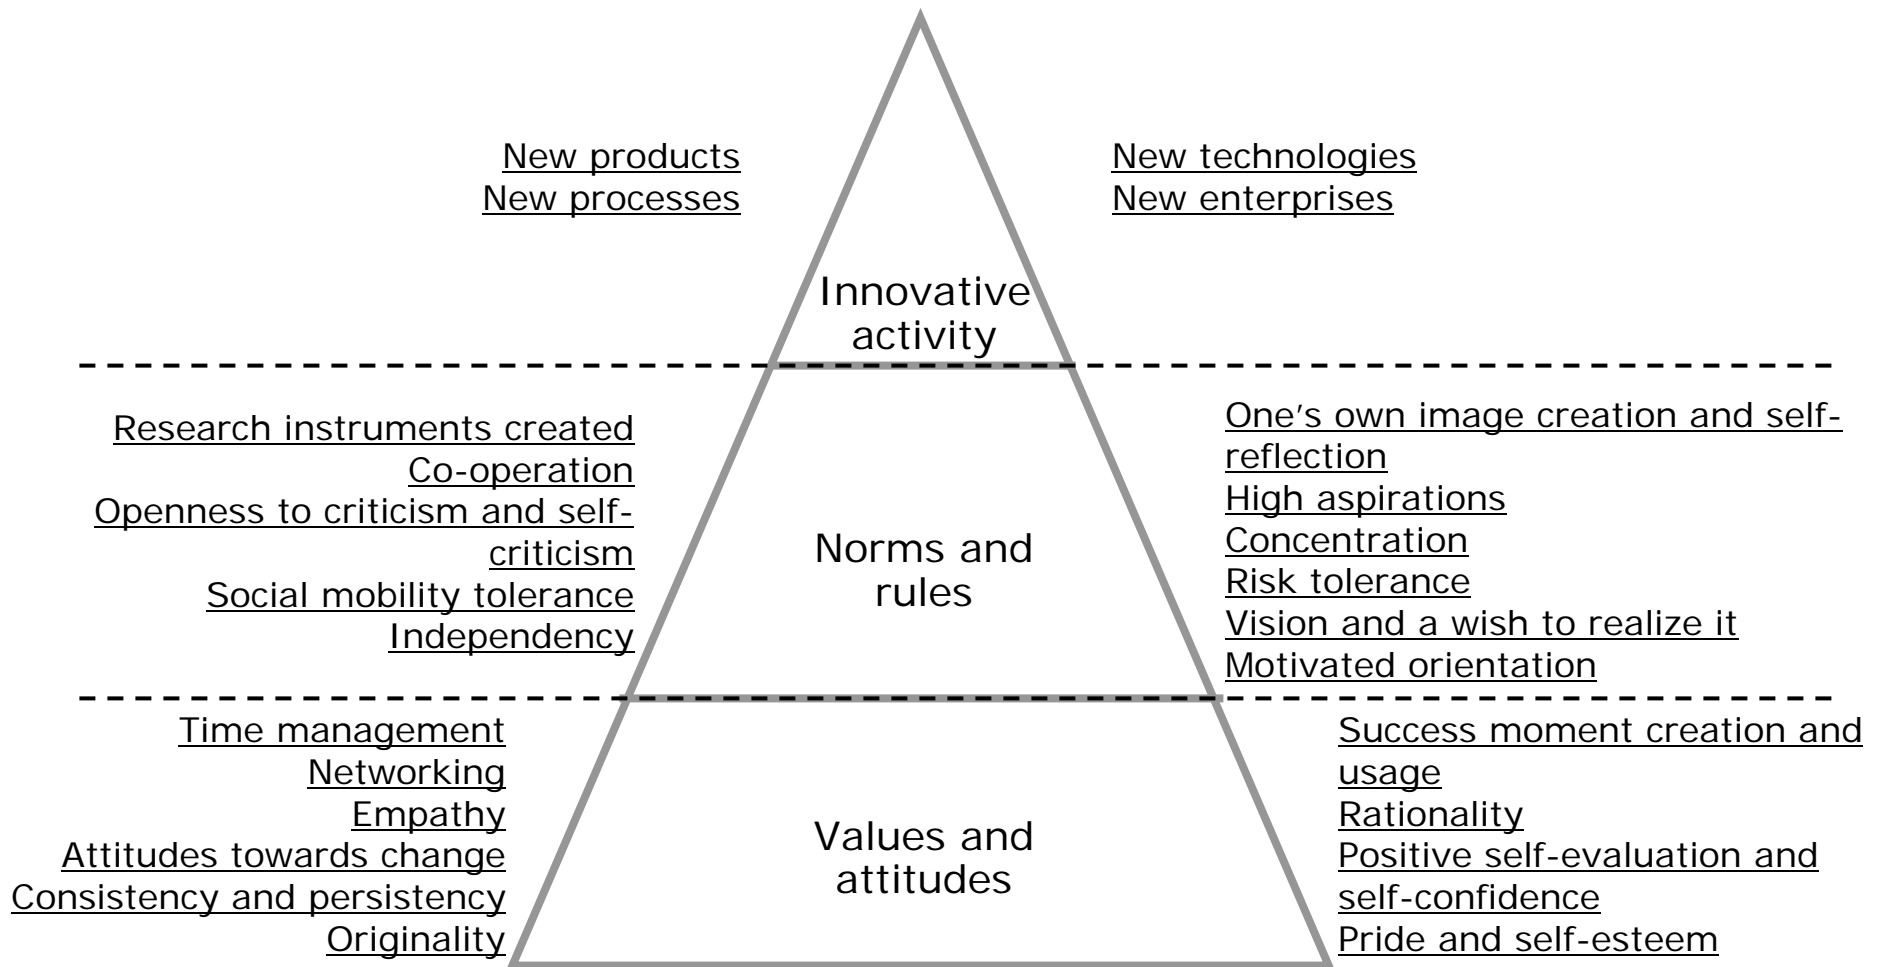 New products
New processes
New technologies
New enterprises
Innovative
activity
Research instruments created
Co-operation
Openness to criticism and self-
criticism
Social mobility tolerance
Independency
Norms and
rules
One's own image creation and self-
reflection
High aspirations
Concentration
Risk tolerance
Vision and a wish to realize it
Motivated orientation
Time management
Networking
Empathy
Attitudes towards change
Consistency and persistency
Originality
Values and
attitudes
Success moment creation and
usage
Rationality
Positive self-evaluation and
self-confidence
Pride and self-esteem